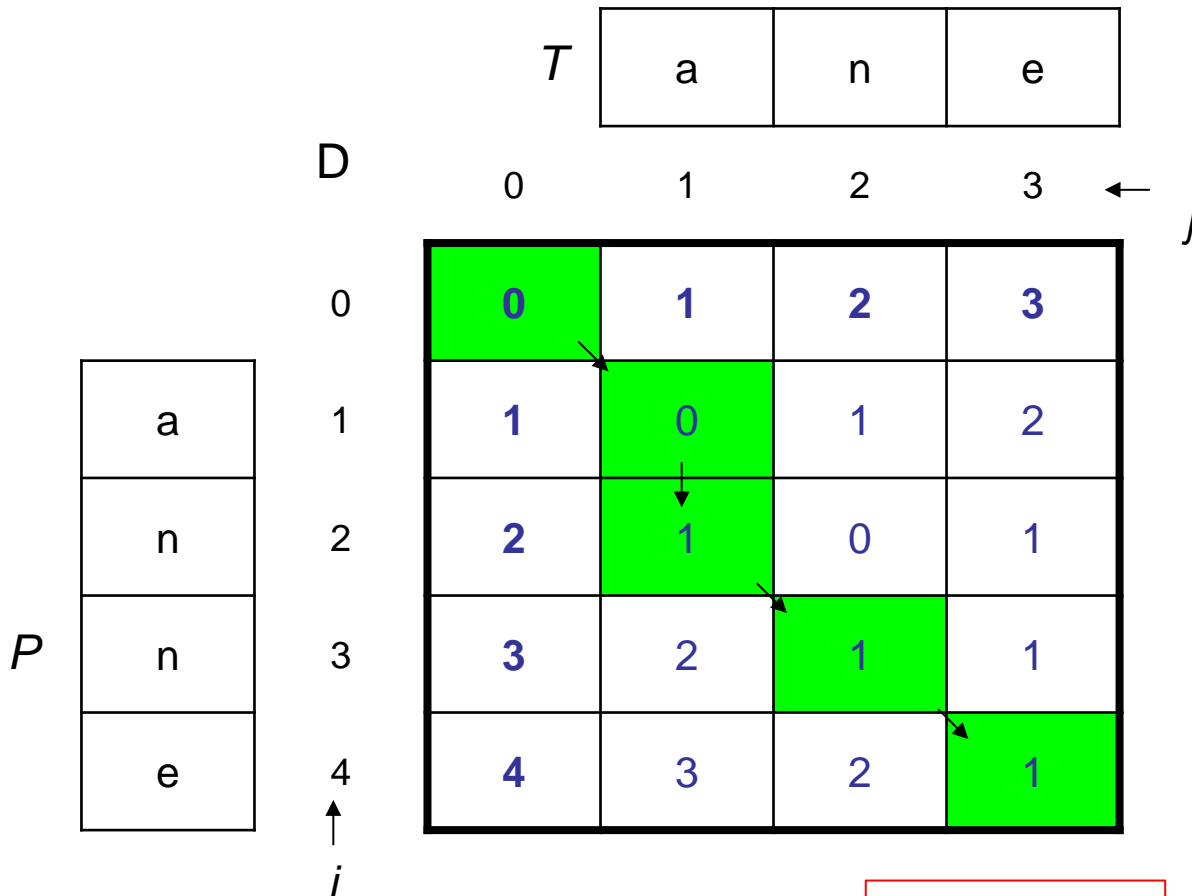 T a n e
D
0 1 2 3
j
0 0 1 2 3
a 1 1 0 1 2
n 2 2 1 0 1
P n 3 3 2 1 1
e 4 4 3 2 1
i